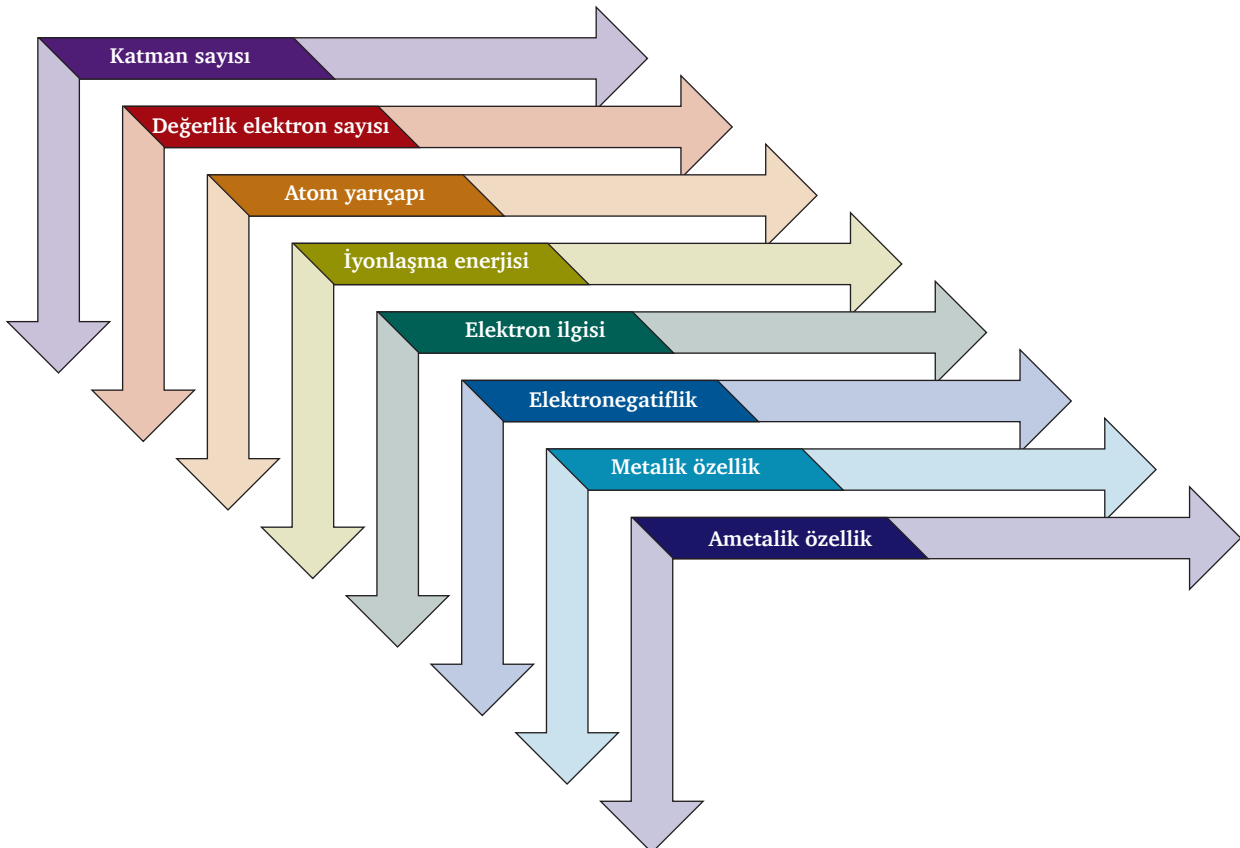 Katman sayısı
Değerlik elektron sayısı
Atom yarıçapı
İyonlaşma enerjisi
Elektron ilgisi
Elektronegatiflik
Metalik özellik
Ametalik özellik